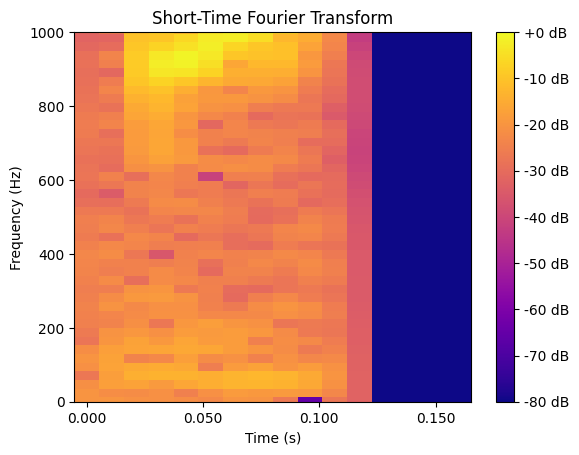 Short-Time Fourier Transform
1000
800
600
400
200
0
Frequency (Hz)
0.000
0.050
0.100
0.150
Time (s)
+0 dB
-10 dB
-20 dB
-30 dB
-40 dB
-50 dB
-60 dB
-70 dB
-80 dB